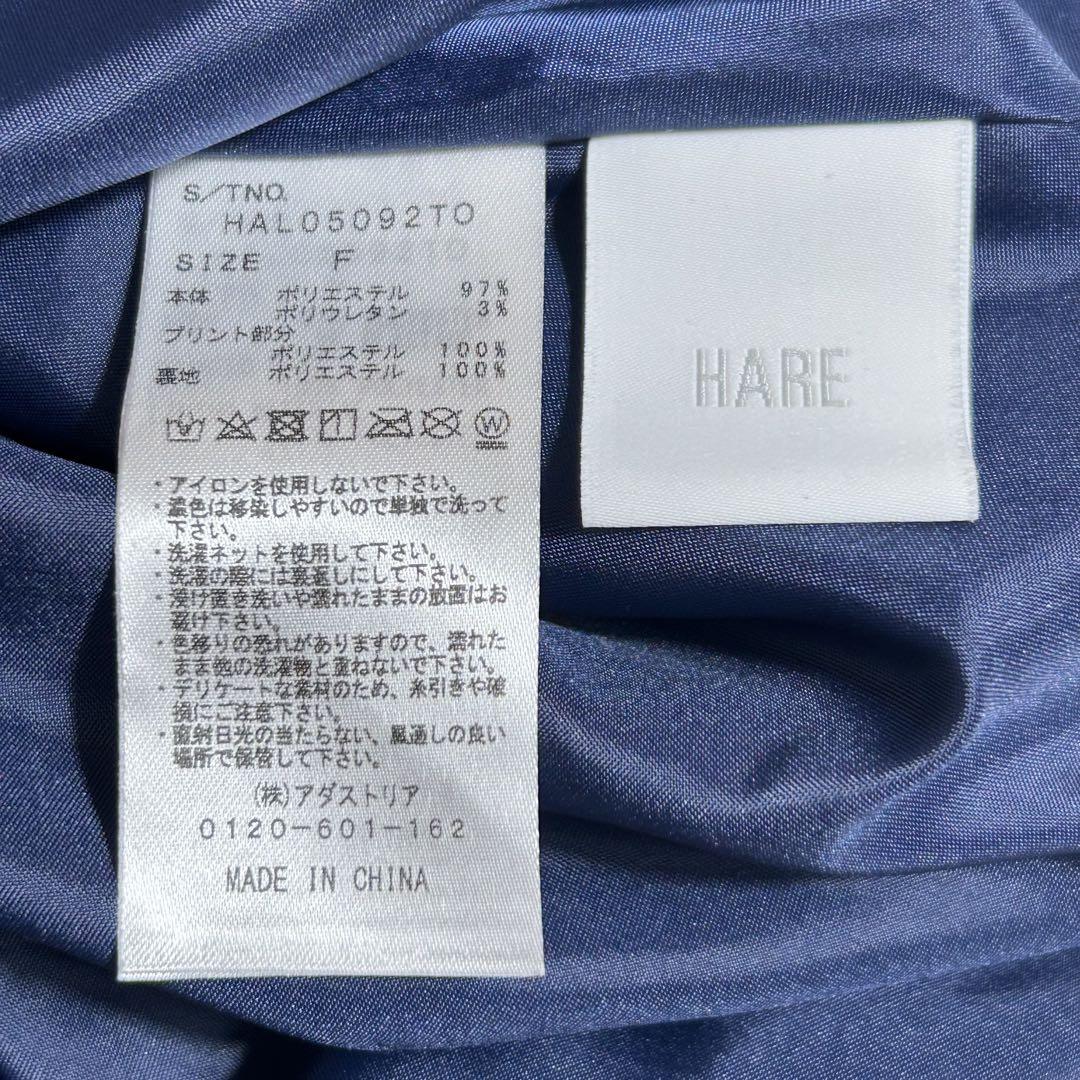 S/TNO.
HAL05092TO
SIZE F
本体 ポリエステル 97%
ポリウレタン 3%
プリント部分
ポリエステル 100%
裏地 ポリエステル 100%
W
・アイロンを使用しないで下さい。
・濃色は移染しやすいので単独で洗って
下さい。
・洗濯ネットを使用して下さい。
・洗濯の際には裏返しにして下さい。
・浸け置き洗いや濡れたままの放置はお
避け下さい。
・色移りの恐れがありますので、濡れた
まま他の洗濯物と重ねないで下さい。
・デリケートな素材のため、糸引きや破
損にご注意下さい。
・直射日光の当たらない、風通しの良い
場所で保管して下さい。
(株)アダストリア
0120-601-162
MADE IN CHINA
HARE